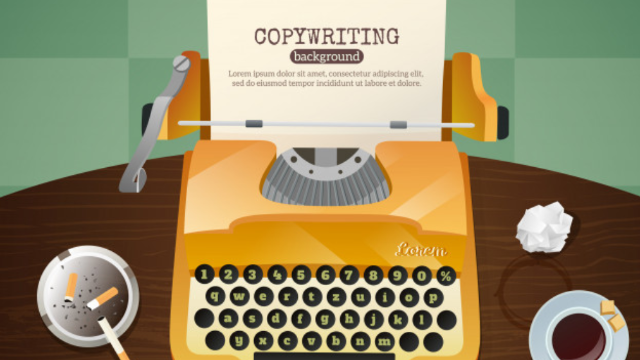 COPYWRITING
background
Lorem ipsum dolor sit amet, consectetur adipiscing elit,
sed do eiusmod tempor incididunt ut labore et dolore.
Lorem
1 2 3 4 5 6 7 8 9 0 %
q w e r t z u i o p
a s d f g h j k l
y x c v b n m